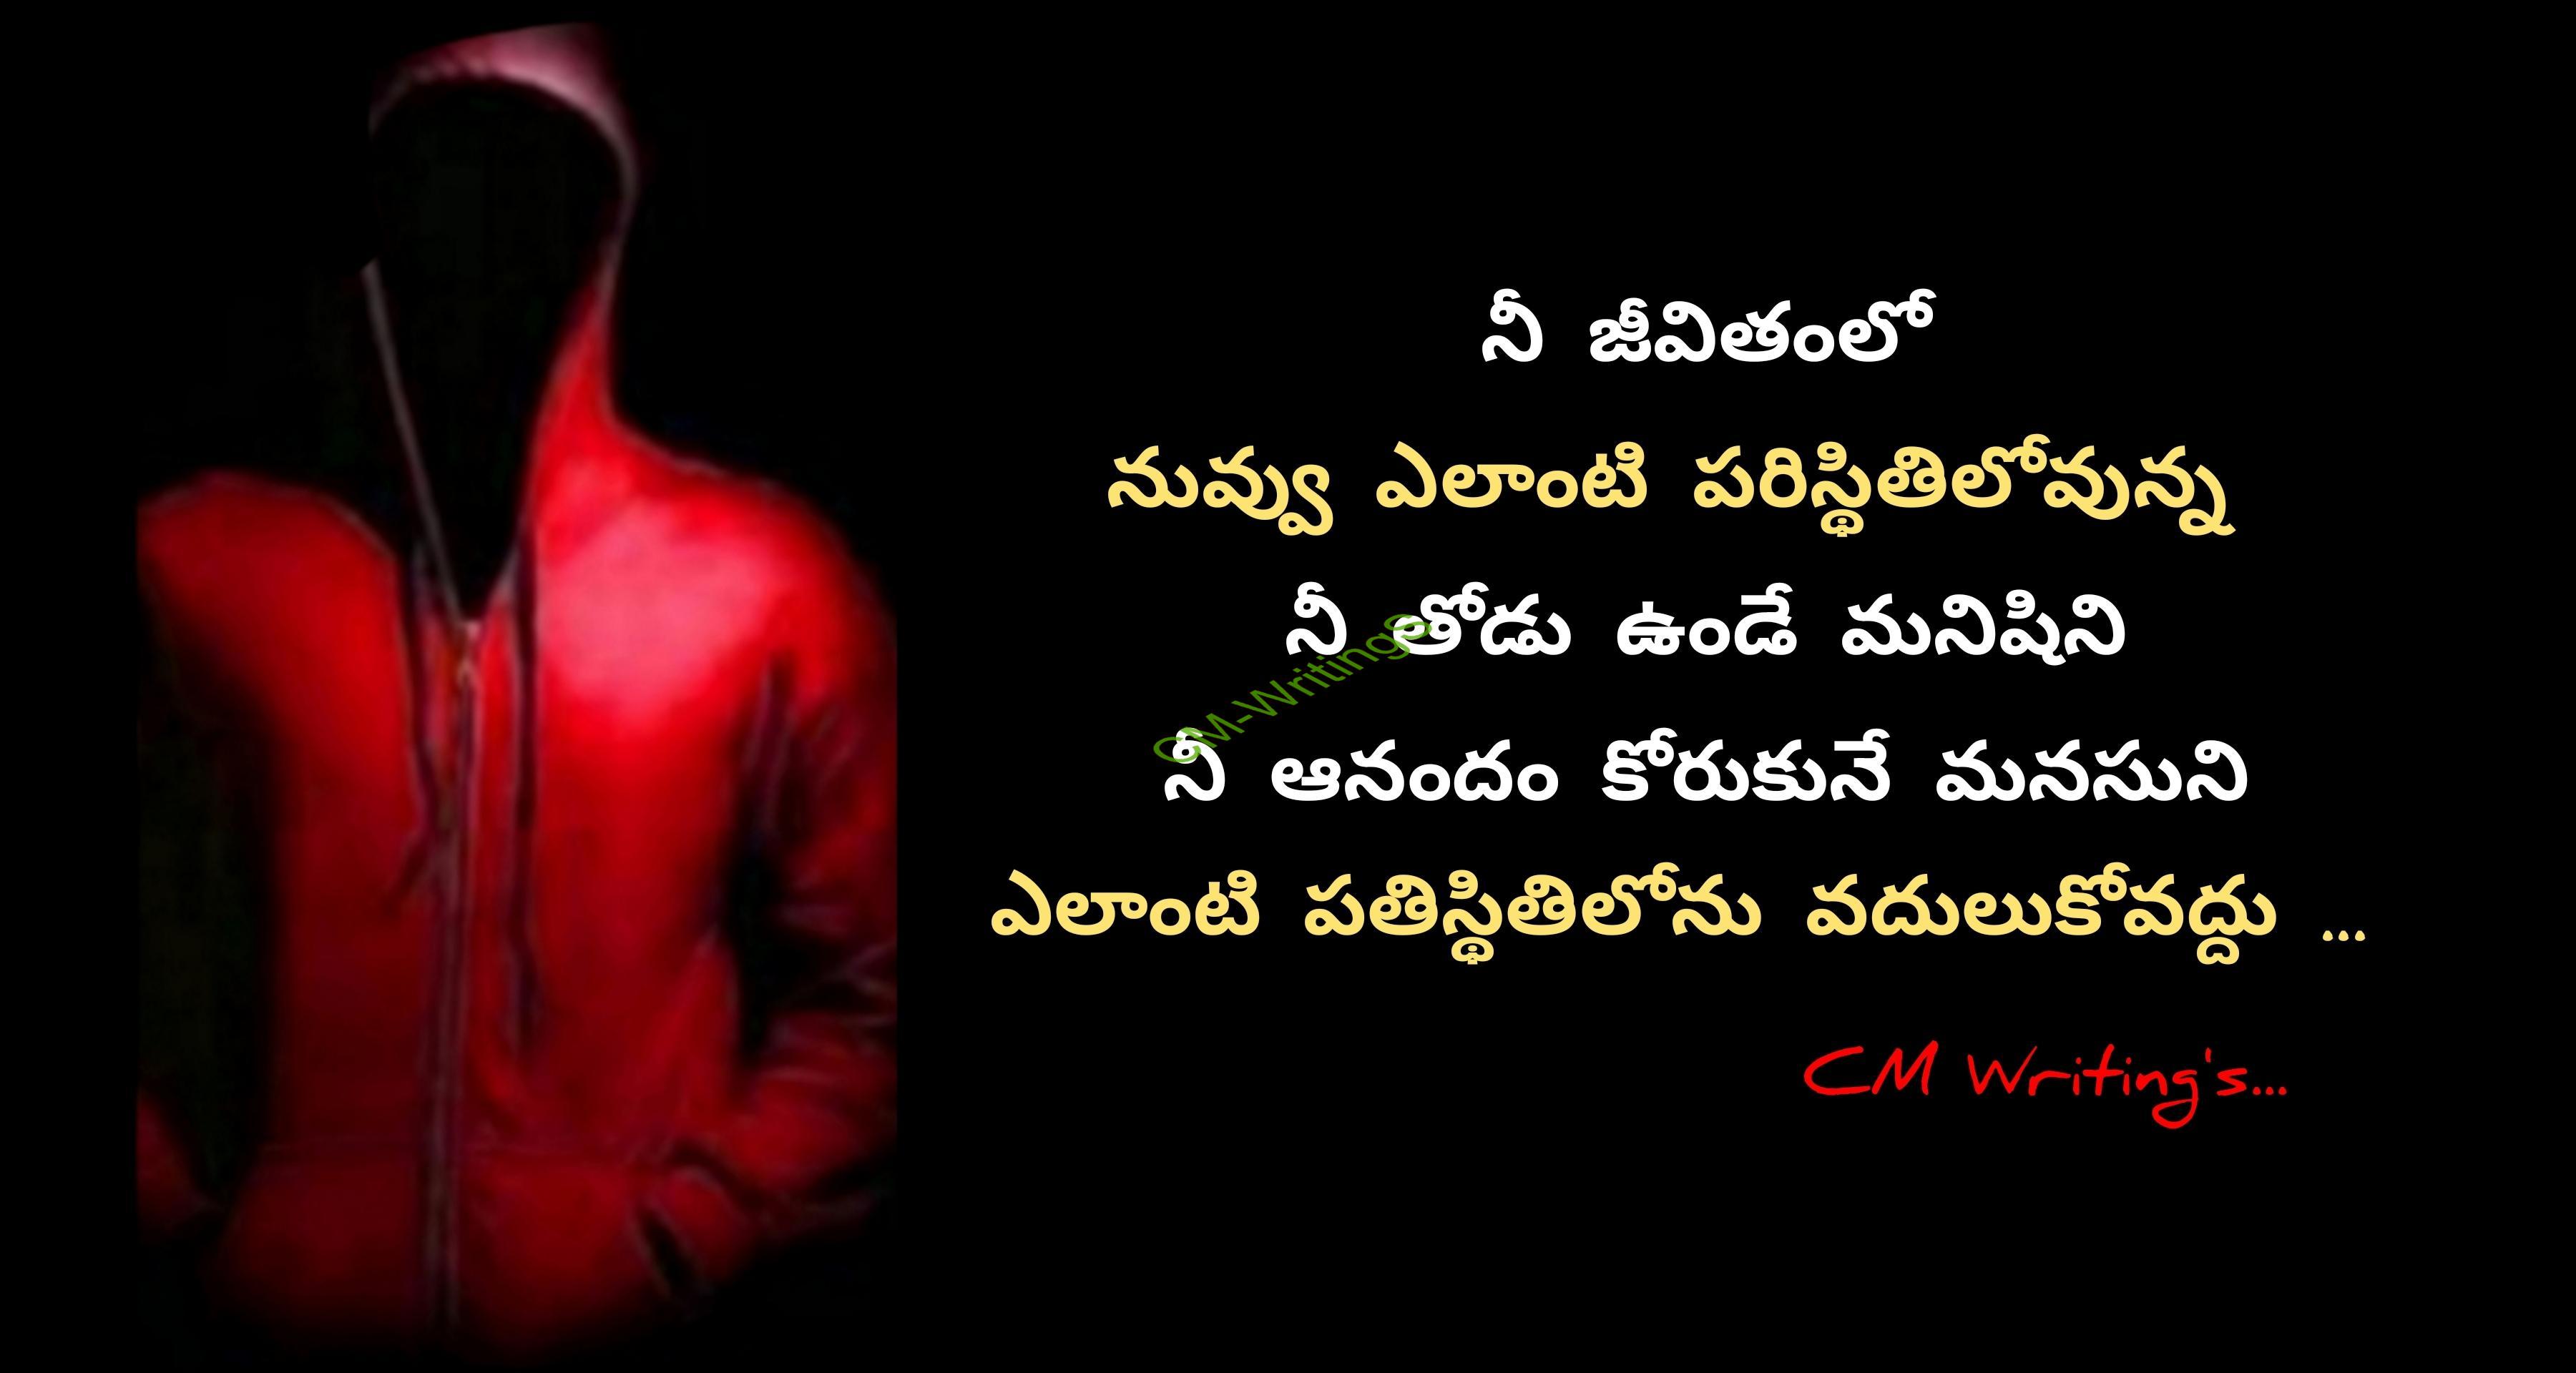 నీ జీవితంలో
నువ్వు ఎలాంటి పరిస్థితిలోవున్న
నీ తోడు ఉండే మనిషిని
CM-Writings
నీ ఆనందం కోరుకునే మనసుని
ఎలాంటి పతిస్థితిలోను వదులుకోవద్దు ...
CM Writing's...